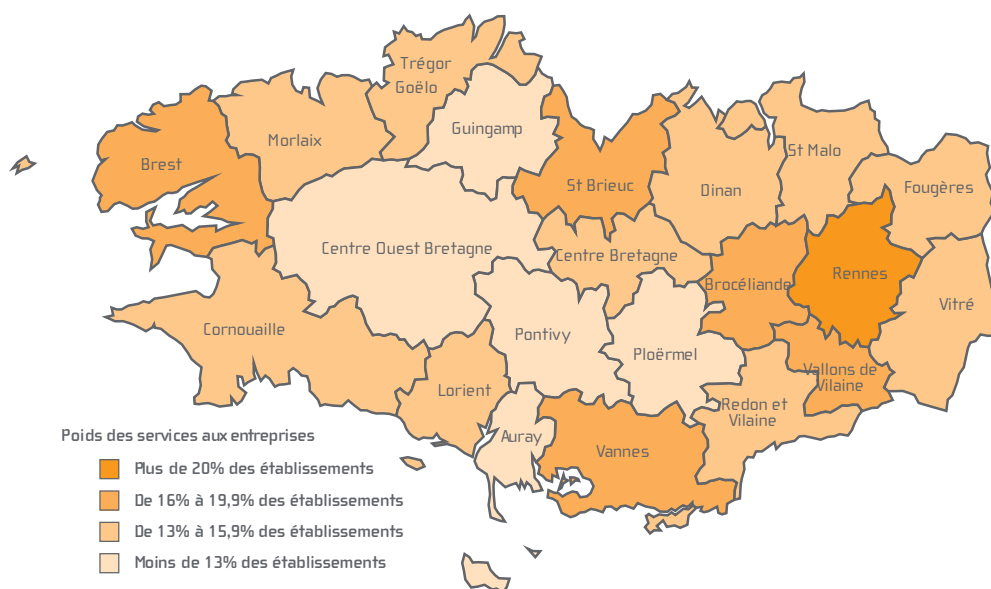 Trégor
Goëlo
Guingamp
Morlaix
Brest
St Brieuc
Dinan
St Malo
Fougères
Centre Ouest Bretagne
Centre Bretagne
Brocéliande
Rennes
Vitré
Cornouaille
Pontivy
Ploërmel
Vallons de
Vilaine
Lorient
Redon et
Vilaine
Auray
Vannes
Poids des services aux entreprises
Plus de 20% des établissements
De 16% à 19,9% des établissements
De 13% à 15,9% des établissements
Moins de 13% des établissements